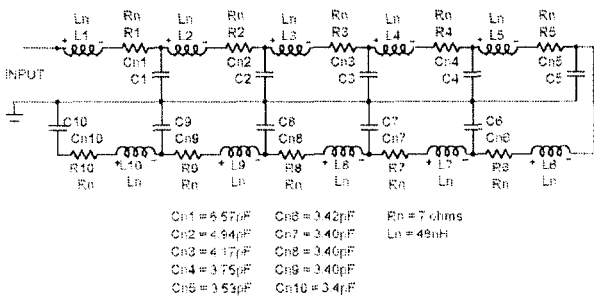 Ln Rn Ln Rn Ln Rn Ln Rn Ln Rn
L1 R1 L2 R2 L3 R3 L4 R4 L5 R5
Cn1 Cn2 Cn3 Cn4 Cn5
INPUT C1 C2 C3 C4 C5
C10 C9 C8 C7 C6
Cn10 Cn9 Cn8 Cn7 Cn6
R10 L10 R9 L9 R8 L8 R7 L7 R6 L6
Rn Ln Rn Ln Rn Ln Rn Ln Rn Ln
Cn1 = 6.57pF Cn6 = 3.42pF Rn = 7 ohms
Cn2 = 4.94pF Cn7 = 3.40pF Ln = 48nH
Cn3 = 4.17pF Cn8 = 3.40pF
Cn4 = 3.75pF Cn9 = 3.40pF
Cn5 = 3.53pF Cn10 = 3.4pF